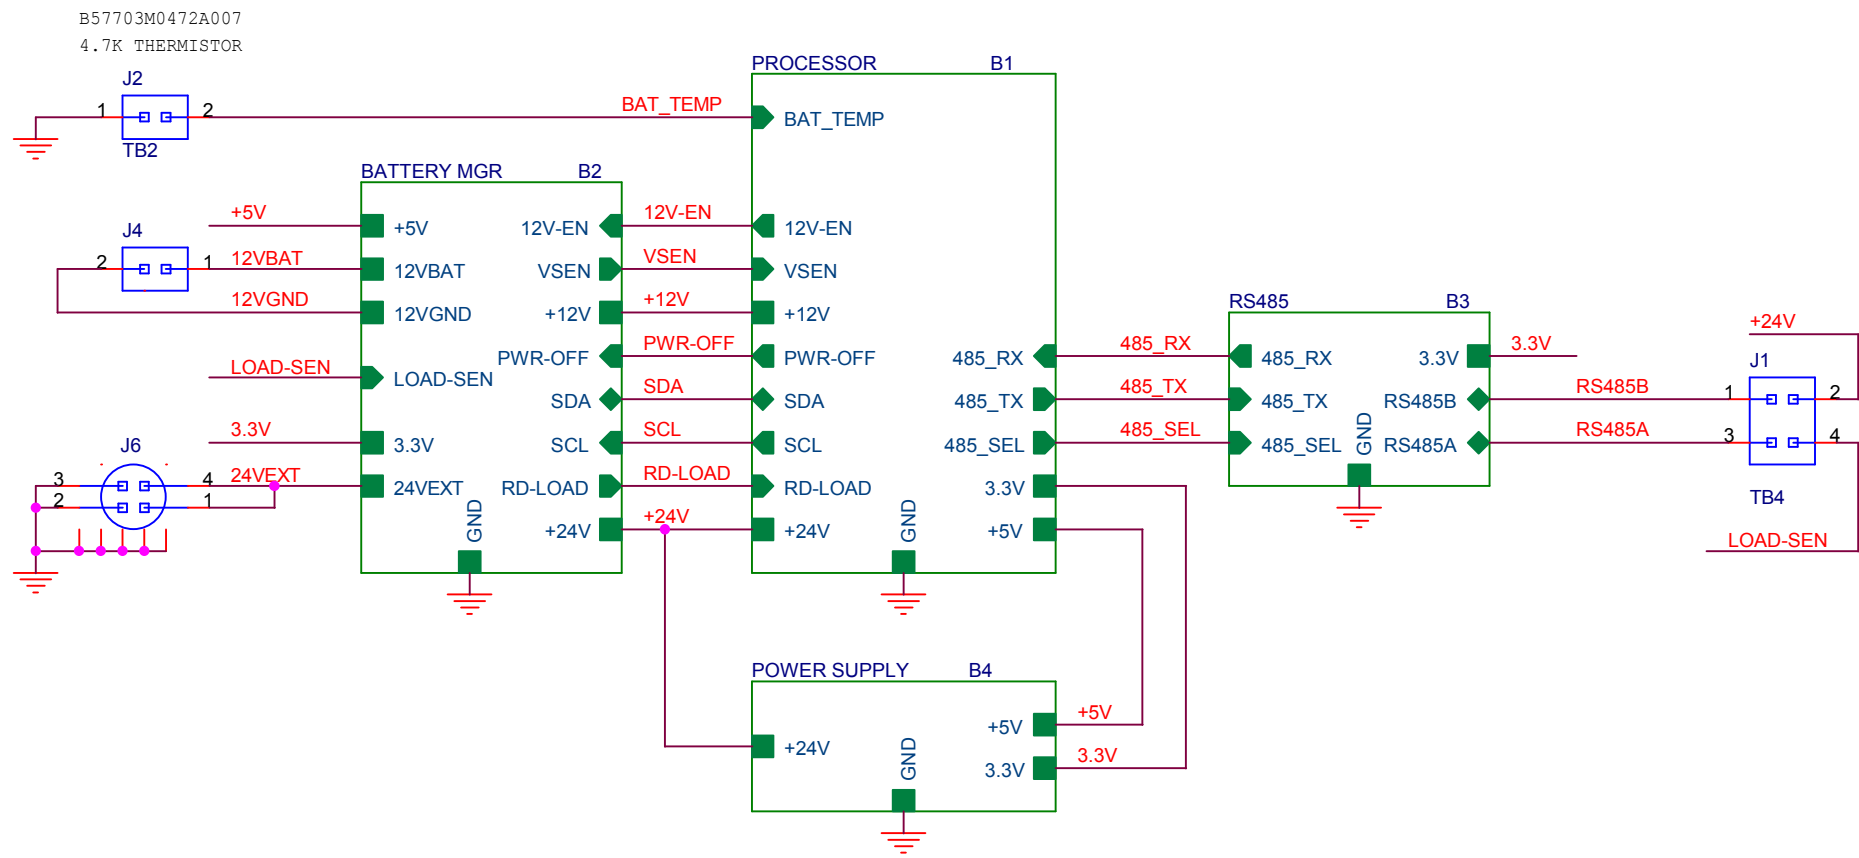 B57703M0472A007
4.7K THERMISTOR
J2
1
2
TB2
BAT_TEMP
PROCESSOR B1
BAT_TEMP
12V-EN
VSEN
+12V
PWR-OFF
SDA
SCL
RD-LOAD
+24V
GND
485_RX
485_TX
485_SEL
3.3V
+5V
BATTERY MGR B2
+5V
12VBAT
12VGND
LOAD-SEN
3.3V
24VEXT
GND
12V-EN
VSEN
+12V
PWR-OFF
SDA
SCL
RD-LOAD
+24V
+5V
J4
2
1
12VBAT
12VGND
LOAD-SEN
3.3V
J6
3
2
4
1
24VEXT
12V-EN
VSEN
+12V
PWR-OFF
SDA
SCL
RD-LOAD
+24V
485_RX
485_TX
485_SEL
RS485 B3
485_RX
485_TX
485_SEL
GND
3.3V
RS485B
RS485A
3.3V
RS485B
RS485A
+24V
J1
1
2
3
4
TB4
LOAD-SEN
POWER SUPPLY B4
+24V
GND
+5V
3.3V
+5V
3.3V